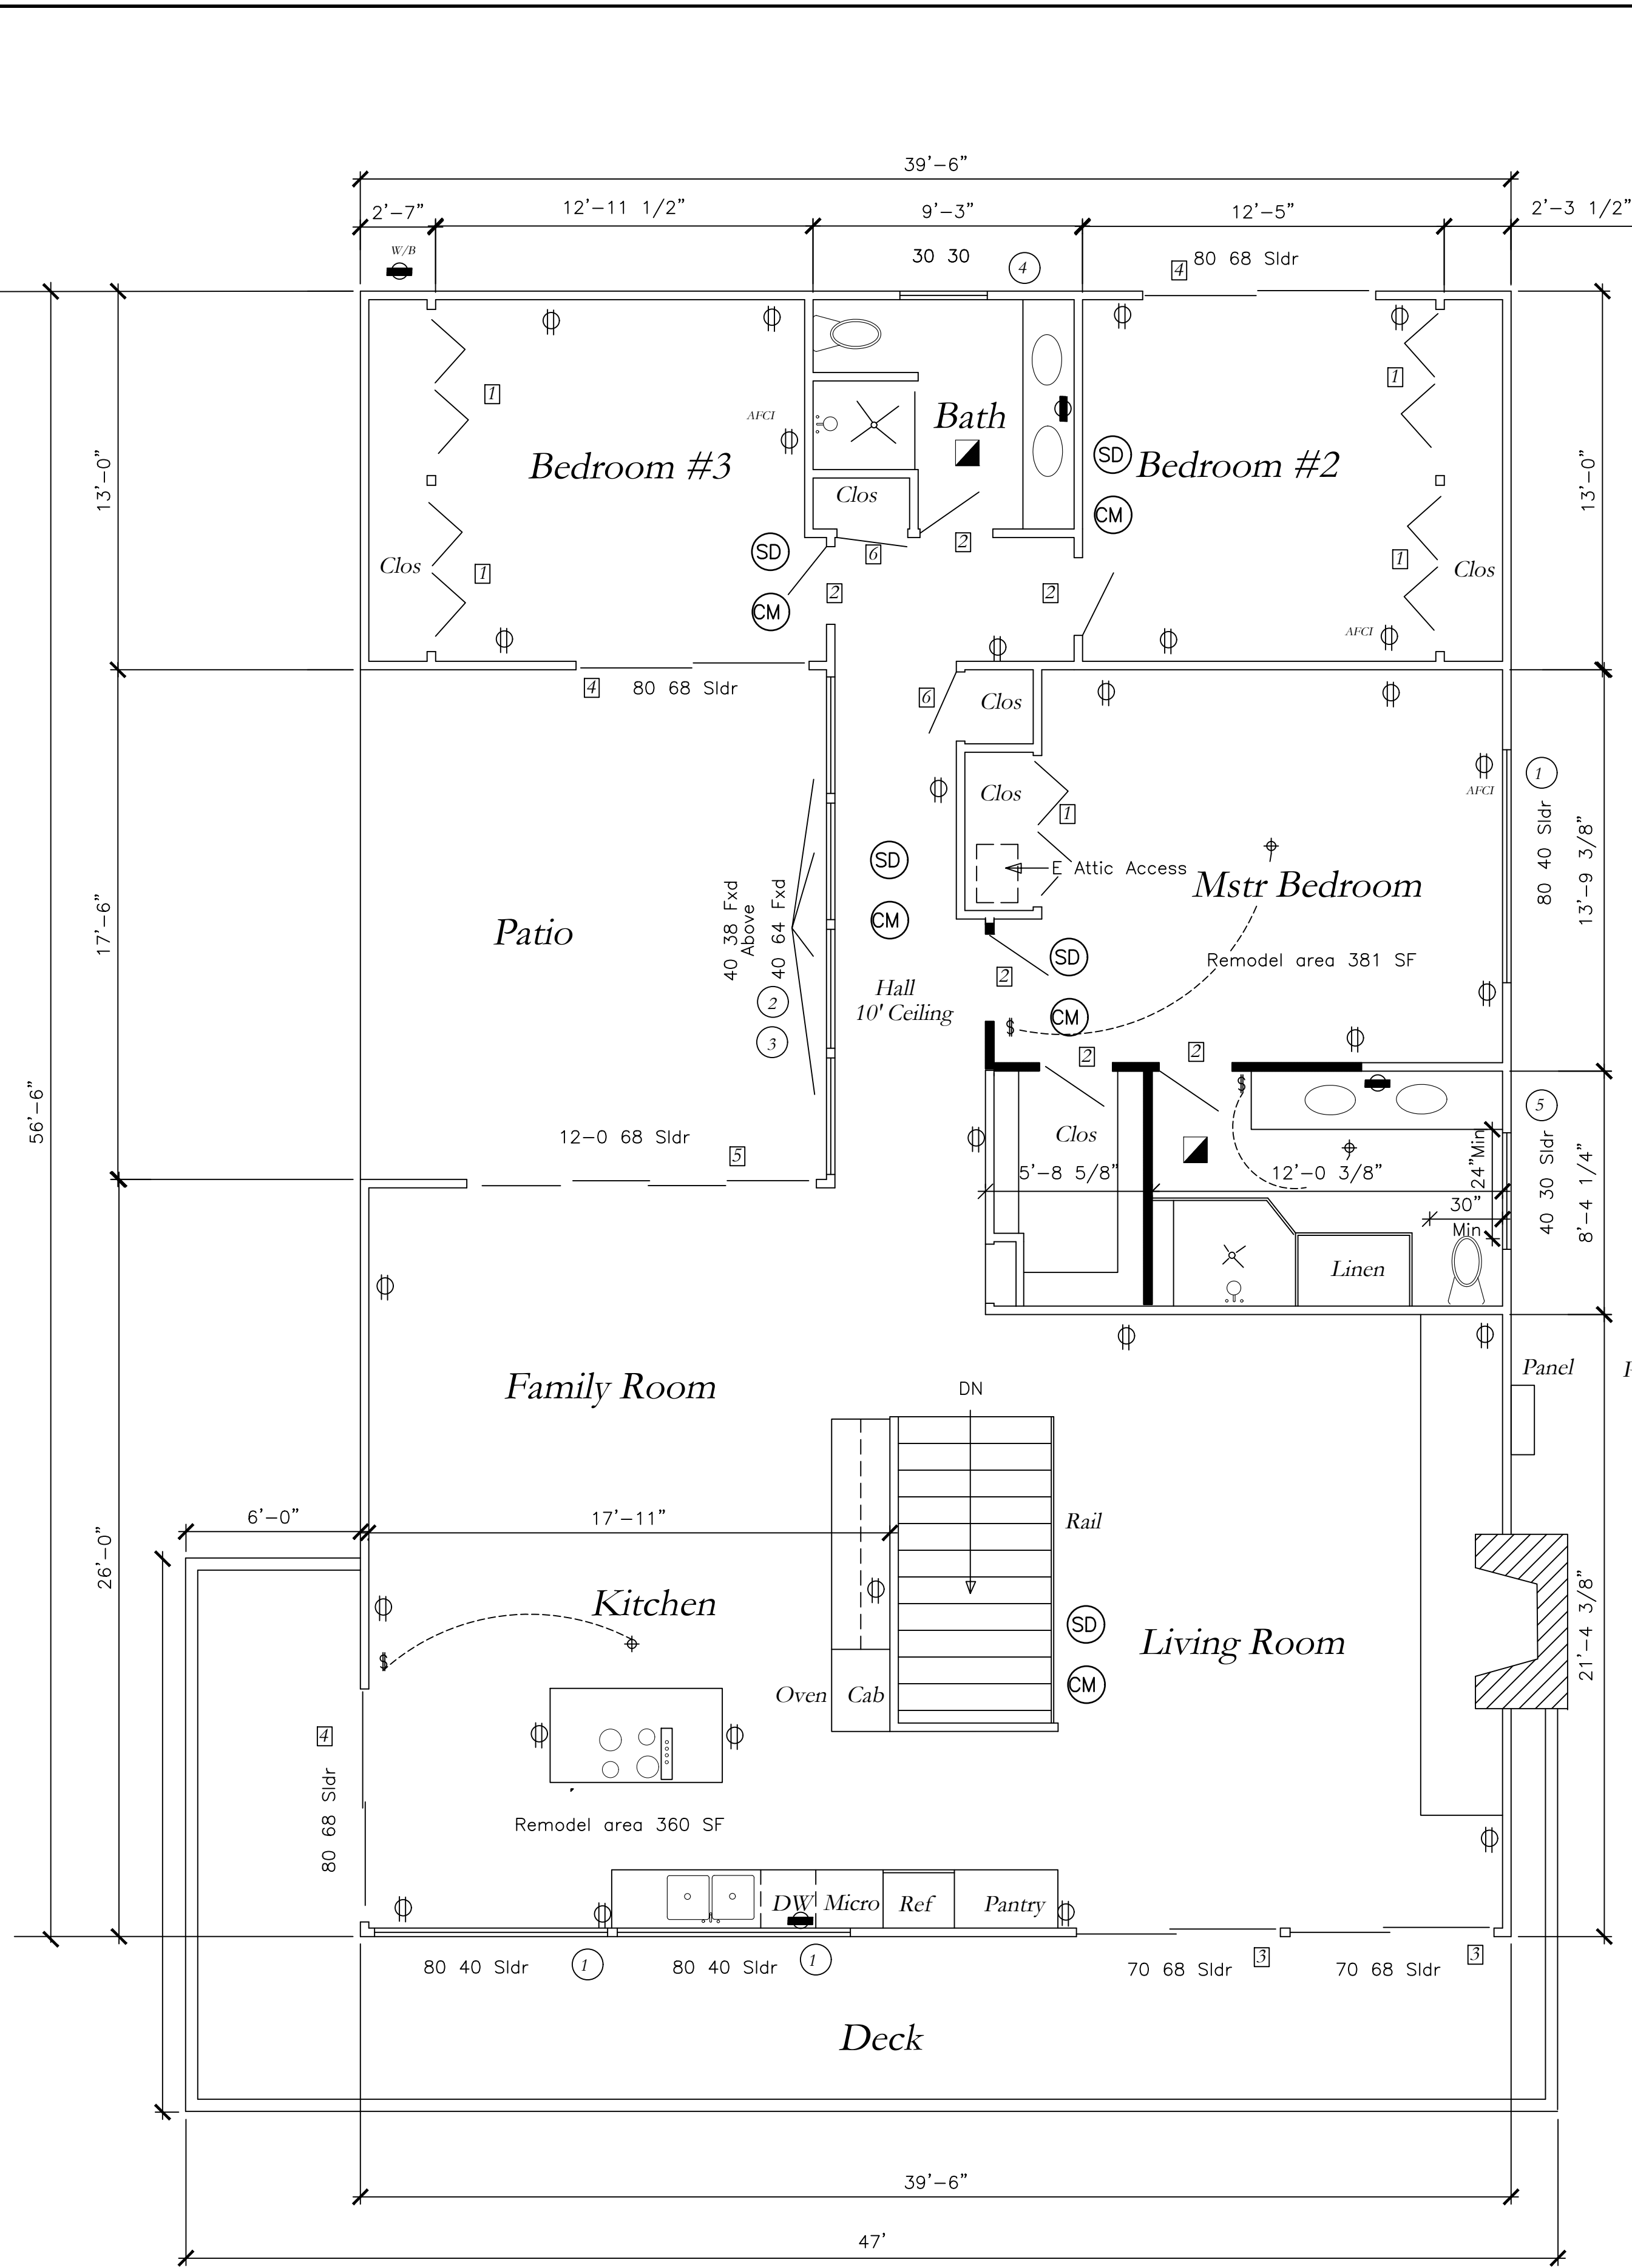 39'-6"
2'-7"
12'-11 1/2"
9'-3"
12'-5"
2'-3 1/2"
W/B
30 30
4
4
80 68 Sldr
13'-0"
1
AFCI
Bath
1
13'-0"
Bedroom #3
SD
Bedroom #2
Clos
CM
SD
6
2
Clos
1
1
Clos
CM
2
2
AFCI
4
80 68 Sldr
6
Clos
1
AFCI
Clos
1
80 40 Sldr
13'-9 3/8"
SD
E Attic Access
Mstr Bedroom
17'-6"
Patio
40 38 Fxd
Above
40 64 Fxd
CM
SD
Remodel area 381 SF
2
Hall
10' Ceiling
2
3
$
CM
2
2
56'-6"
$
5
12-0 68 Sldr
5
Clos
24"Min
40 30 Sldr
8'-4 1/4"
5'-8 5/8"
12'-0 3/8"
30"
Min
Linen
Panel
Family Room
DN
6'-0"
17'-11"
Rail
26'-0"
Kitchen
SD
Living Room
21'-4 3/8"
$
CM
Oven
Cab
4
80 68 Sldr
Remodel area 360 SF
DW
Micro
Ref
Pantry
80 40 Sldr
1
80 40 Sldr
1
70 68 Sldr
3
70 68 Sldr
3
Deck
39'-6"
47'